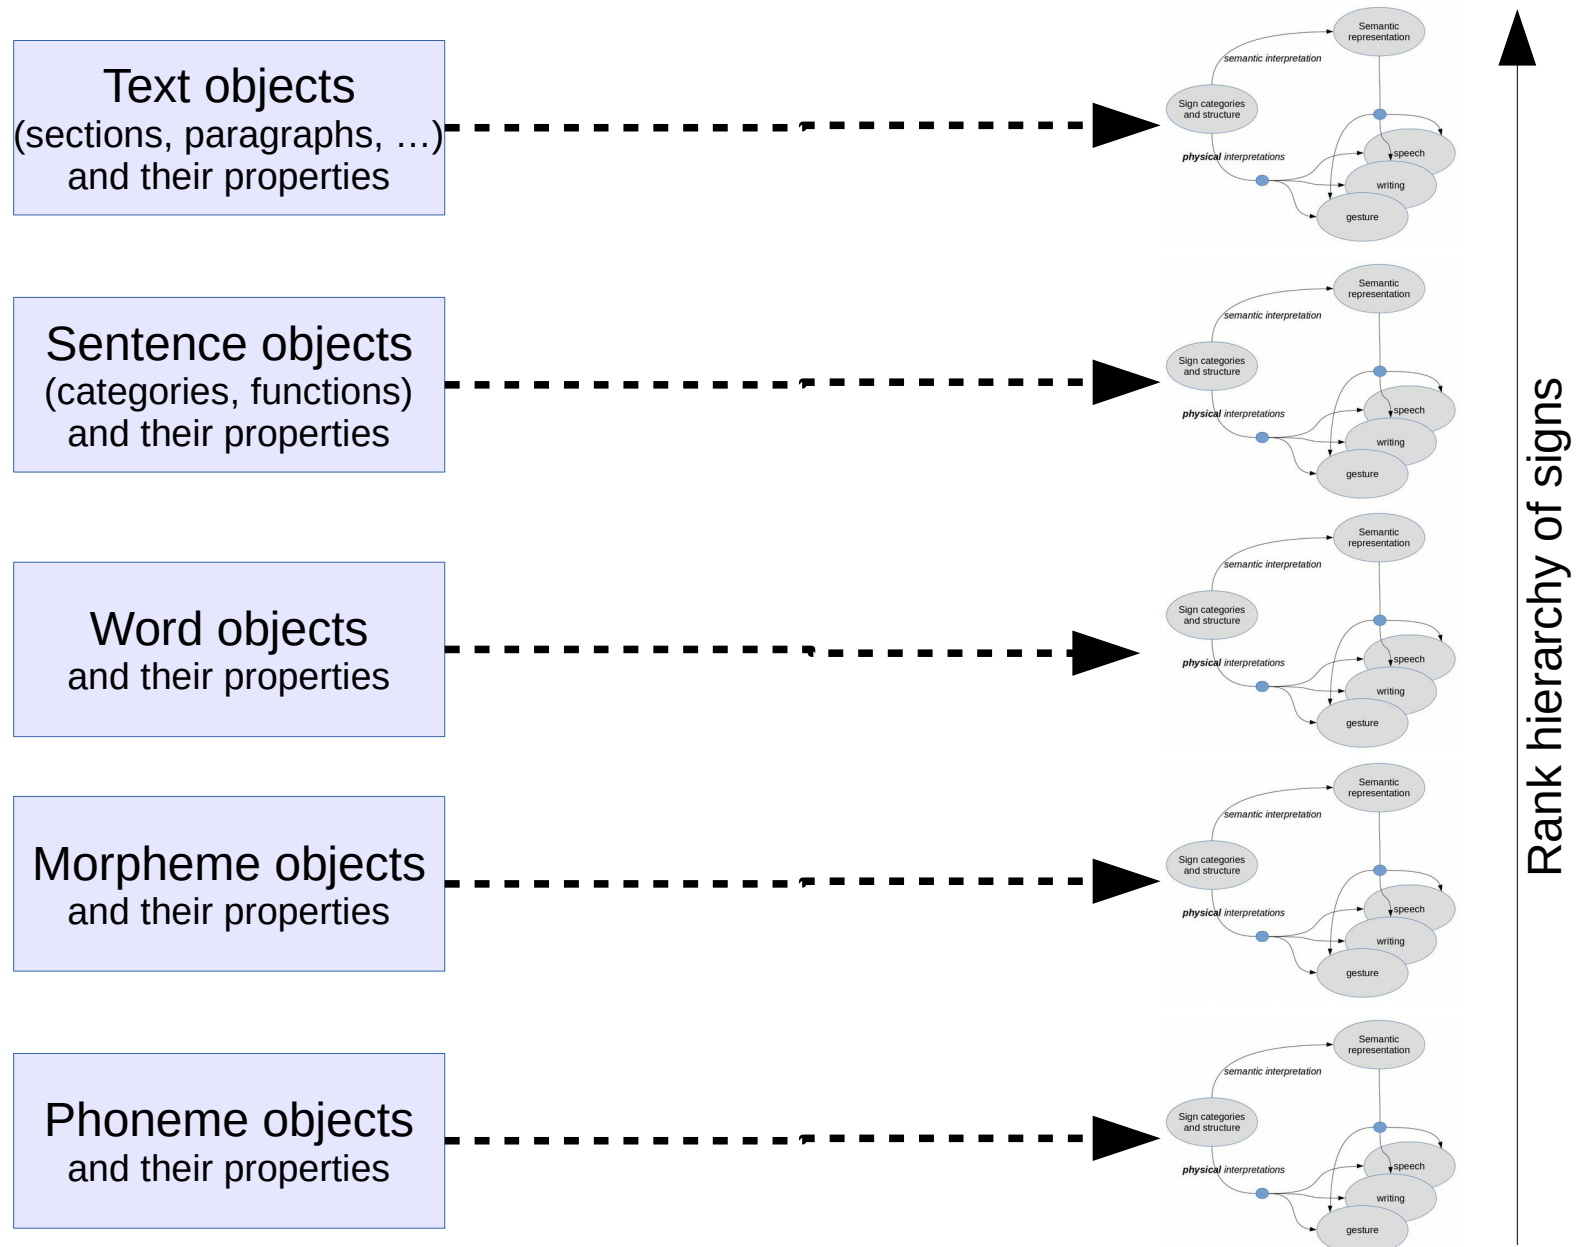 Text objects
(sections, paragraphs, …)
and their properties
Semantic
representation
semantic interpretation
Sign categories
and structure
physical interpretations
speech
writing
gesture
Sentence objects
(categories, functions)
and their properties
Semantic
representation
semantic interpretation
Sign categories
and structure
physical interpretations
speech
writing
gesture
Word objects
and their properties
Semantic
representation
semantic interpretation
Sign categories
and structure
physical interpretations
speech
writing
gesture
Morpheme objects
and their properties
Semantic
representation
semantic interpretation
Sign categories
and structure
physical interpretations
speech
writing
gesture
Phoneme objects
and their properties
Semantic
representation
semantic interpretation
Sign categories
and structure
physical interpretations
speech
writing
gesture
Rank hierarchy of signs